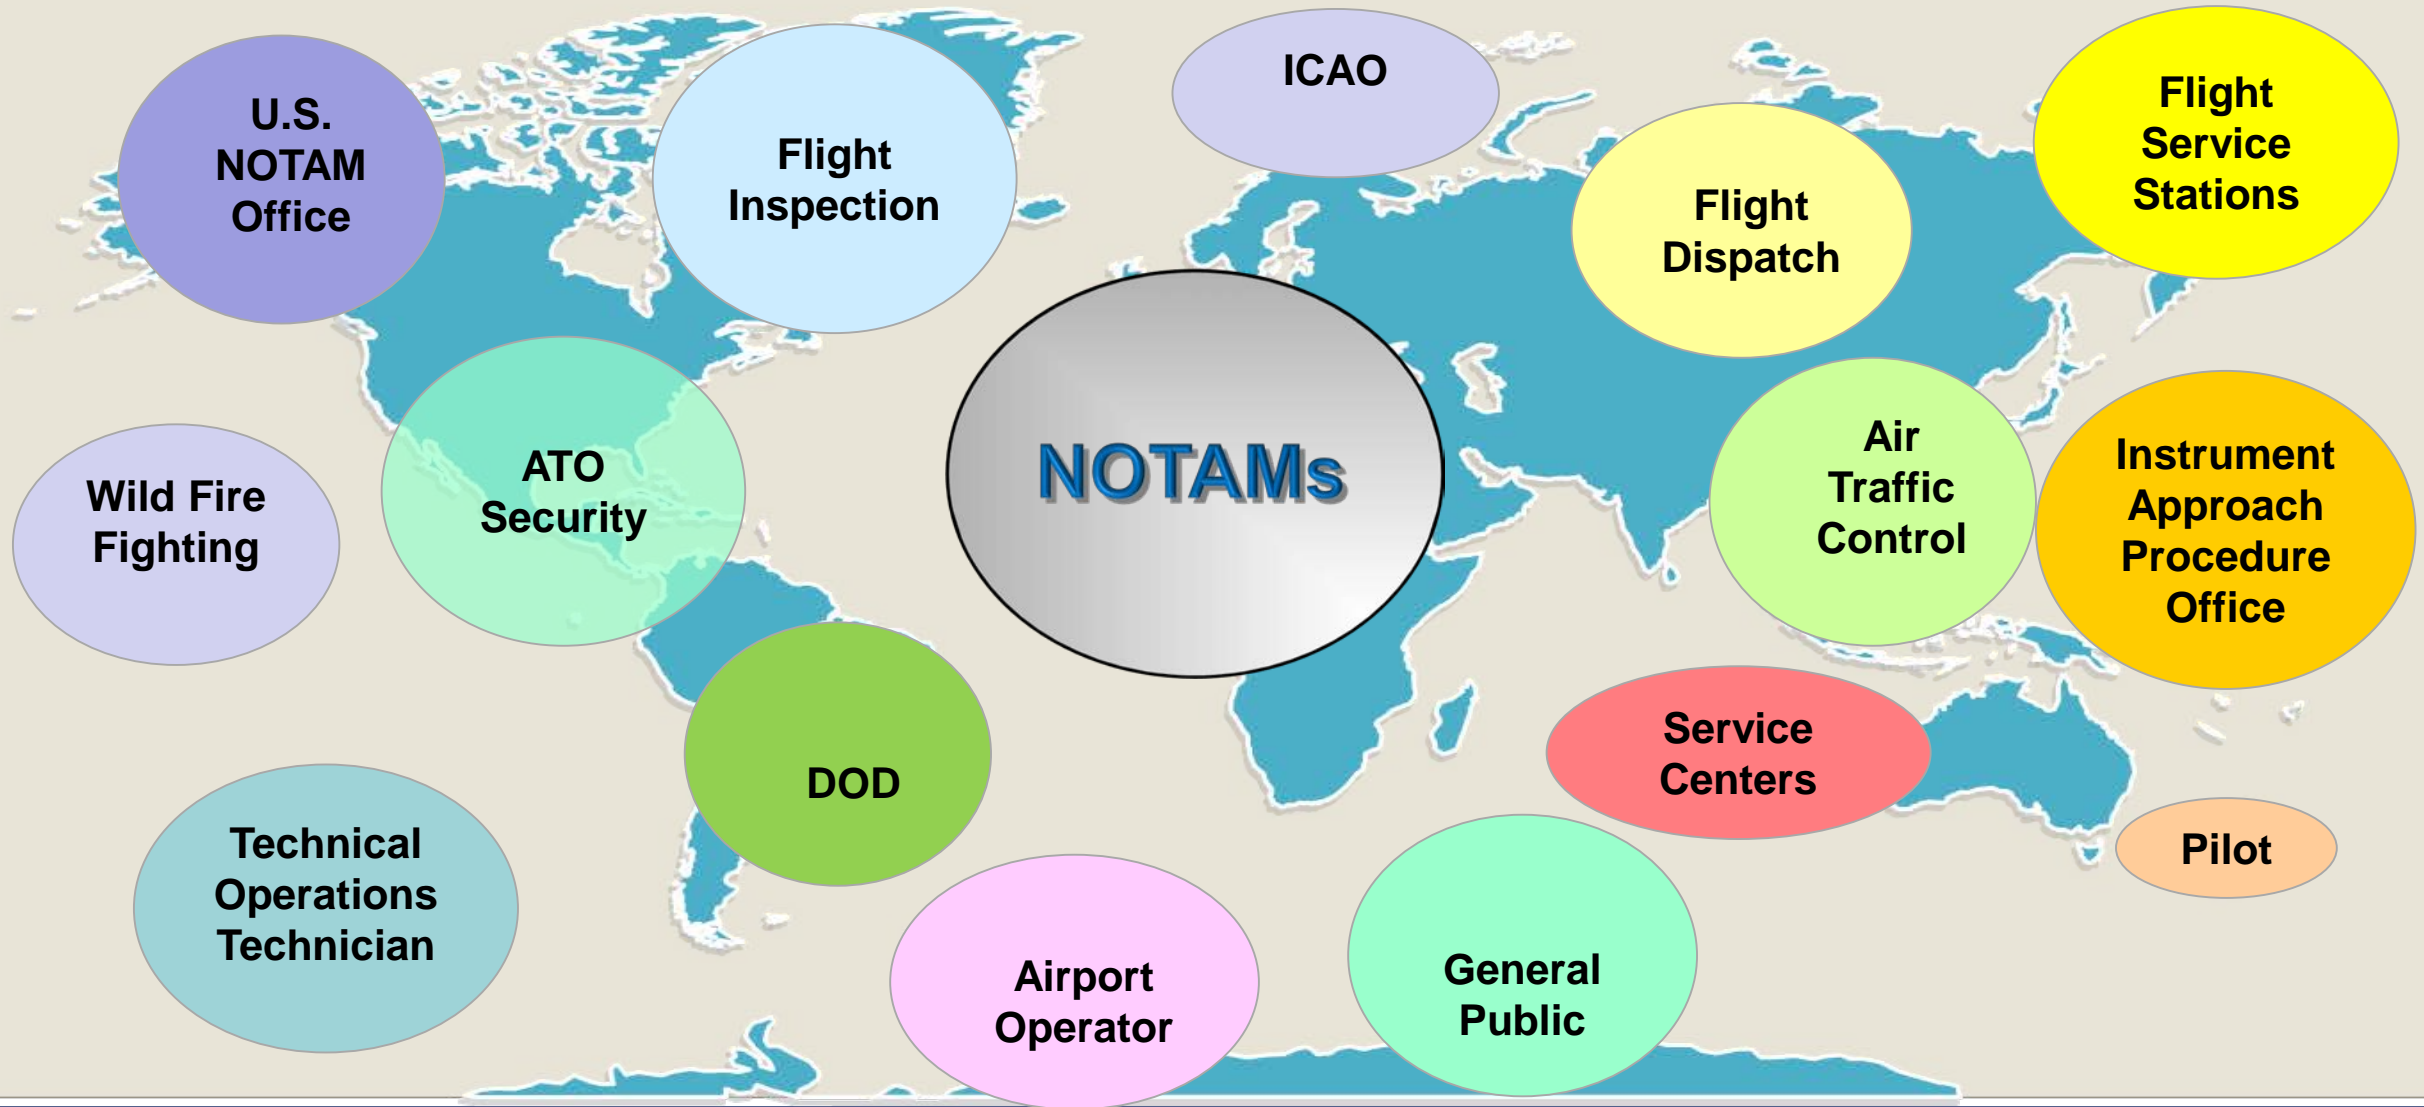 U.S.
NOTAM
Office
Flight
Inspection
ICAO
Flight
Dispatch
Flight
Service
Stations
Wild Fire
Fighting
ATO
Security
NOTAMs
Air
Traffic
Control
Instrument
Approach
Procedure
Office
DOD
Service
Centers
Technical
Operations
Technician
Airport
Operator
General
Public
Pilot